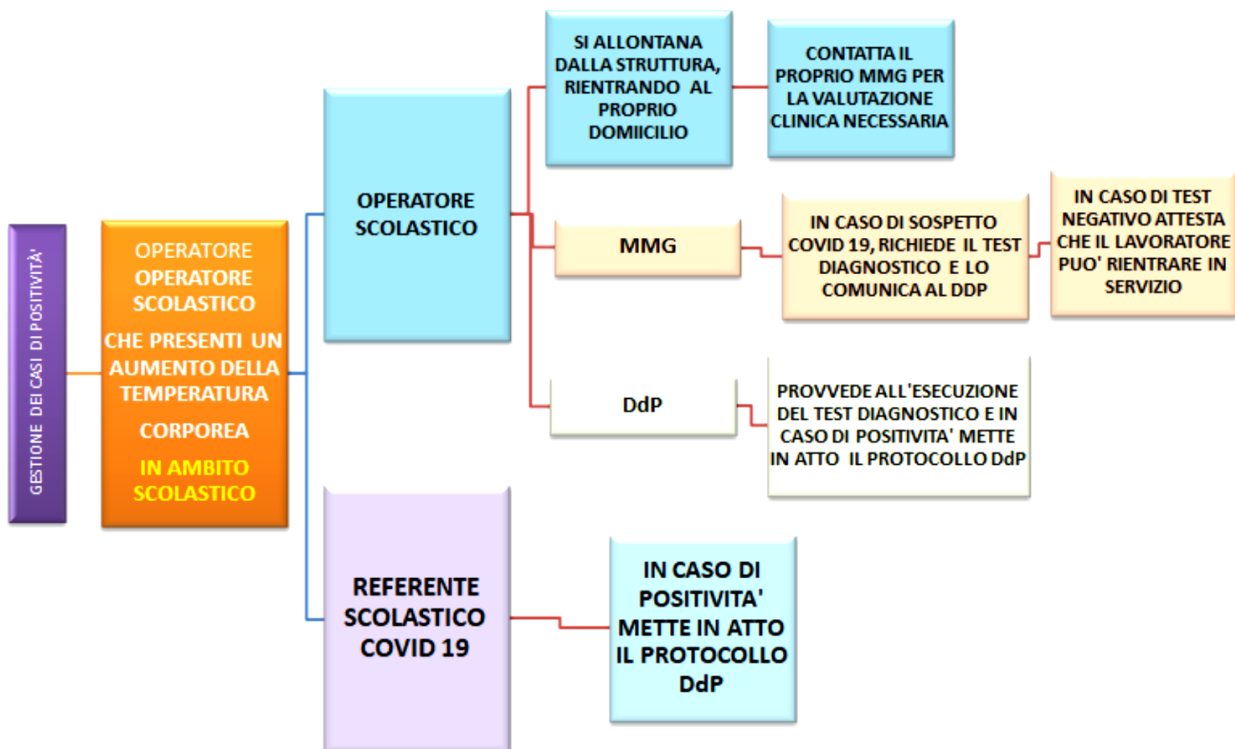 GESTIONE DEI CASI DI POSITIVITÀ'
OPERATORE
OPERATORE
SCOLASTICO
CHE PRESENTI UN
AUMENTO DELLA
TEMPERATURA
CORPOREA
IN AMBITO
SCOLASTICO
OPERATORE
SCOLASTICO
SI ALLONTANA
DALLA STRUTTURA,
RIENTRANDO AL
PROPRIO
DOMIICILIO
CONTATTA IL
PROPRIO MMG PER
LA VALUTAZIONE
CLINICA NECESSARIA
MMG
IN CASO DI SOSPETTO
COVID 19, RICHIEDE IL TEST
DIAGNOSTICO E LO
COMUNICA AL DDP
IN CASO DI TEST
NEGATIVO ATTESTA
CHE IL LAVORATORE
PUO' RIENTRARE IN
SERVIZIO
DdP
PROVVEDE ALL'ESECUZIONE
DEL TEST DIAGNOSTICO E IN
CASO DI POSITIVITA' METTE
IN ATTO IL PROTOCOLLO DdP
REFERENTE
SCOLASTICO
COVID 19
IN CASO DI
POSITIVITA'
METTE IN ATTO
IL PROTOCOLLO
DdP